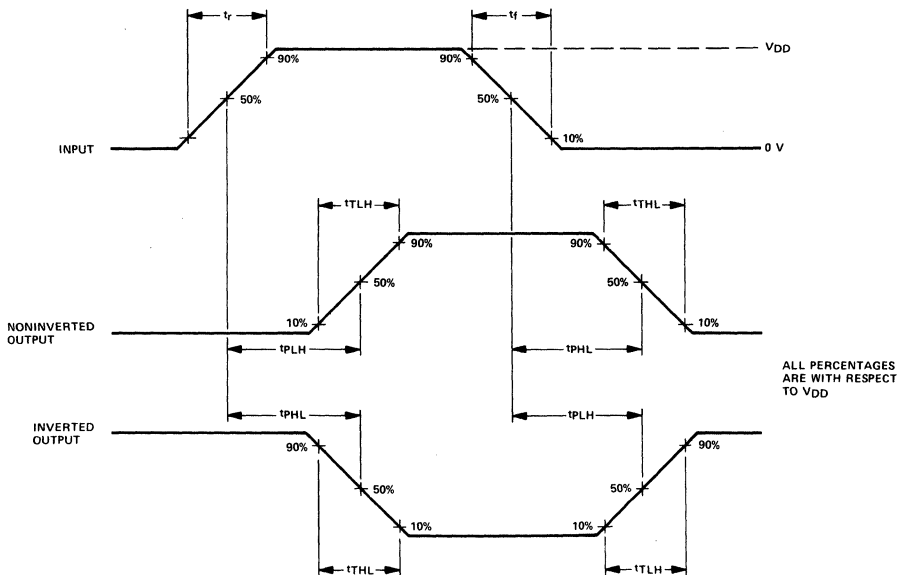 tr
tf
VDD
90%
90%
50%
50%
10%
INPUT
0 V
tTLH
tTHL
90%
90%
50%
50%
10%
10%
NONINVERTED
OUTPUT
tPLH
tPHL
ALL PERCENTAGES
ARE WITH RESPECT
TO VDD
tPHL
tPLH
INVERTED
OUTPUT
90%
90%
50%
50%
10%
10%
tTHL
tTLH